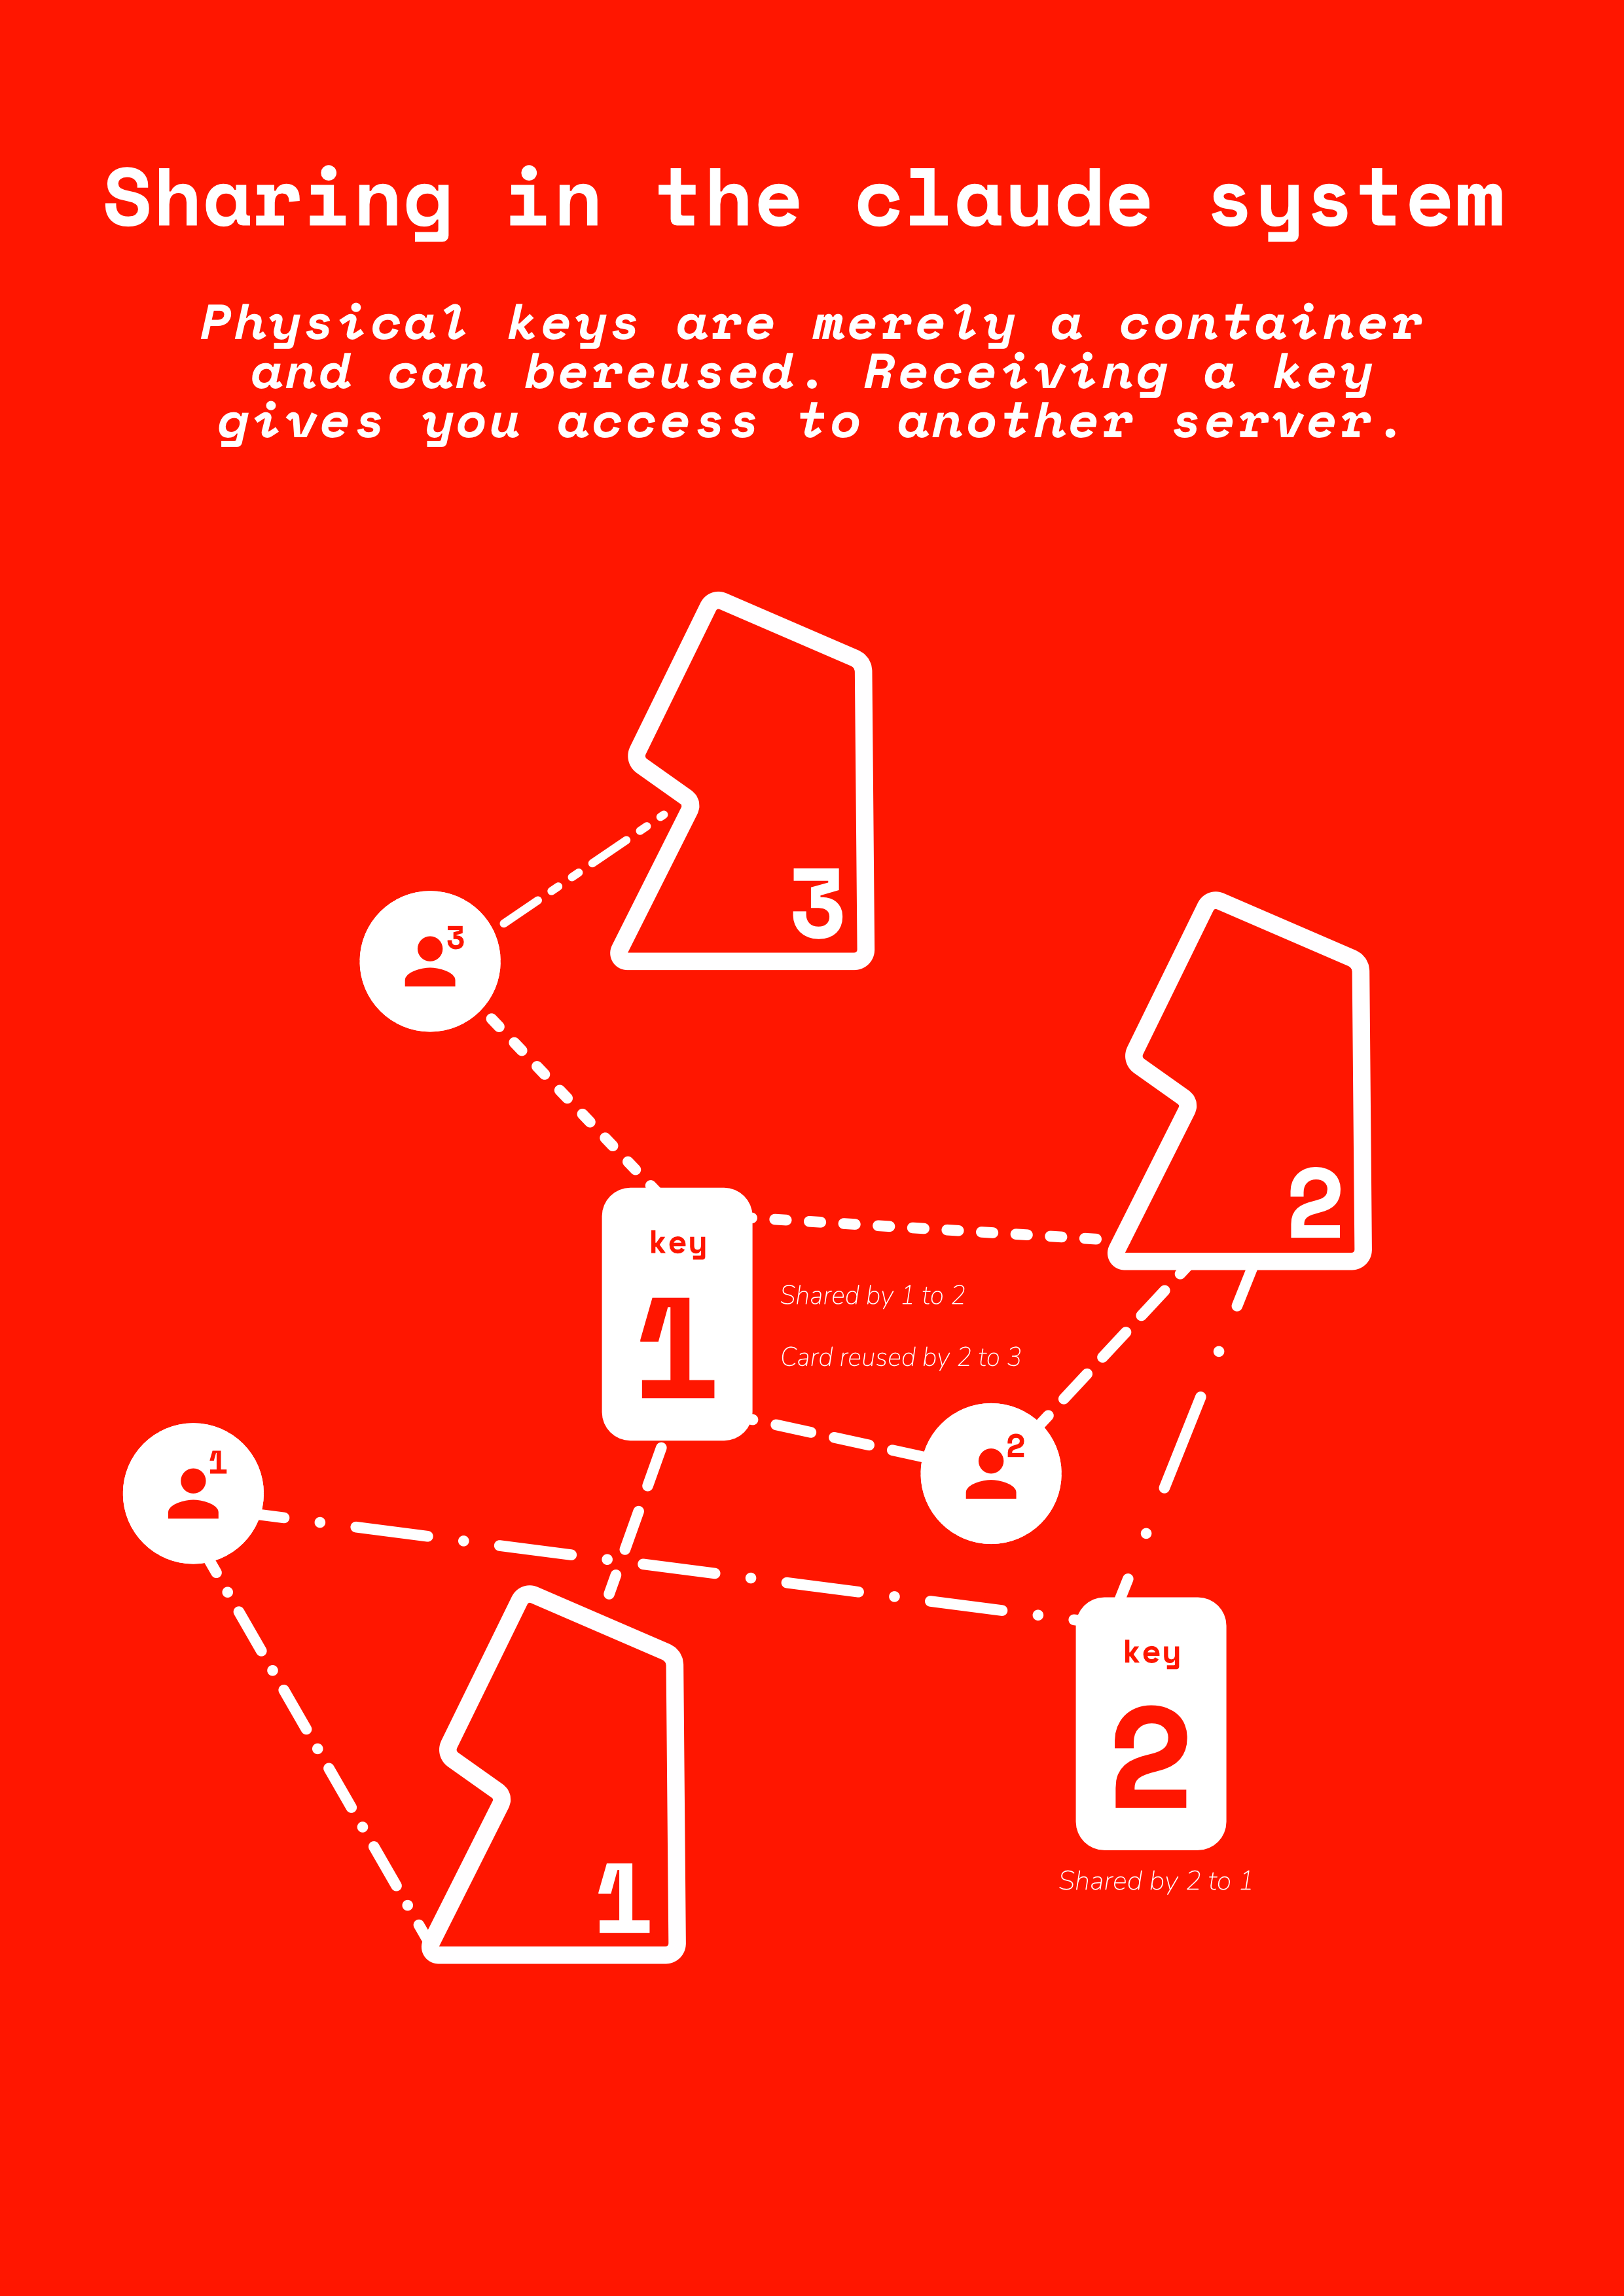 Sharing in the claude system
Physical keys are merely a container
and can bereused. Receiving a key
gives you access to another server.
3
3
2
key
1
Shared by 1 to 2
Card reused by 2 to 3
2
1
key
2
1
Shared by 2 to 1